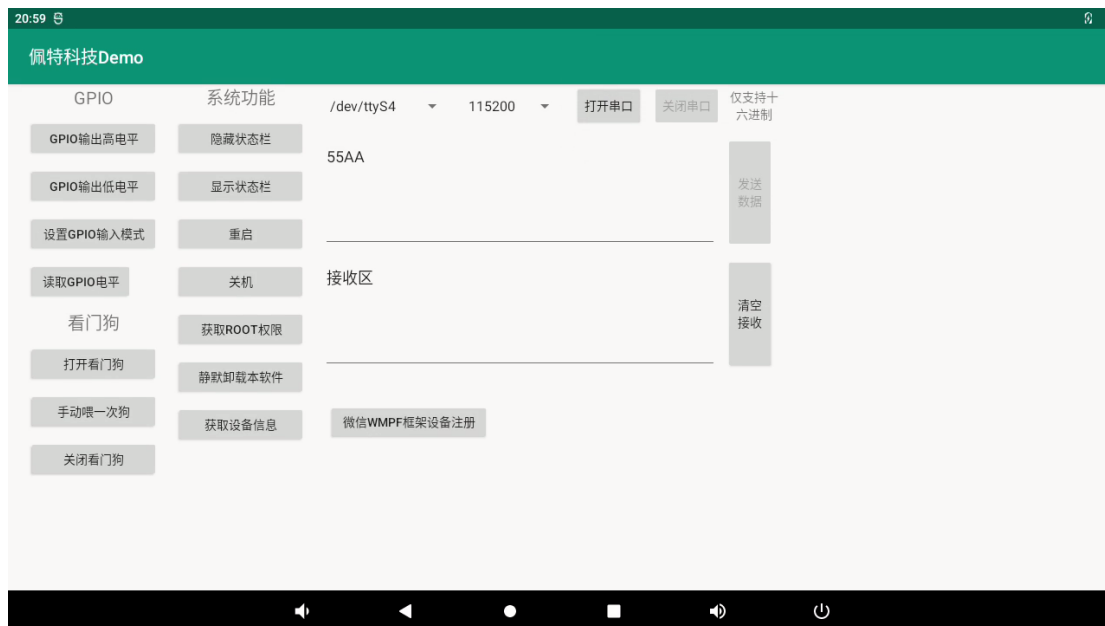 20:59
佩特科技Demo
GPIO
GPIO输出高电平
GPIO输出低电平
设置GPIO输入模式
读取GPIO电平
看门狗
打开看门狗
手动喂一次狗
关闭看门狗
系统功能
隐藏状态栏
显示状态栏
重启
关机
获取ROOT权限
静默卸载本软件
获取设备信息
/dev/ttyS4
115200
打开串口
关闭串口
仅支持十
六进制
55AA
发送
数据
接收区
清空
接收
微信WMPF框架设备注册